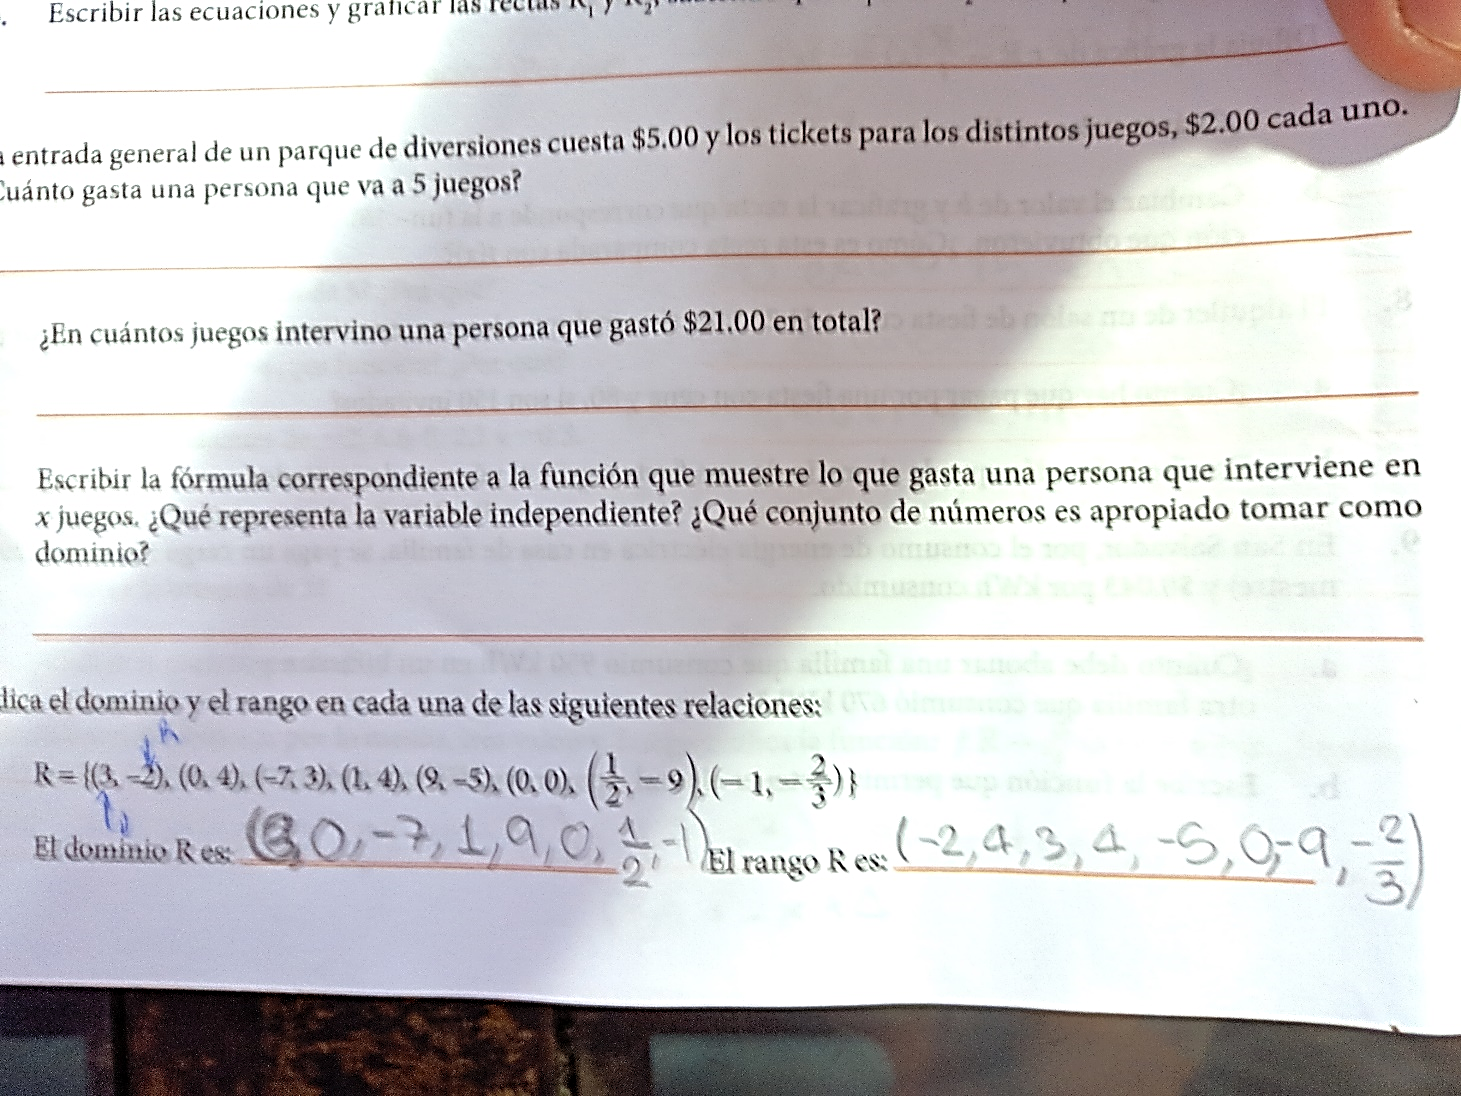 Escribir las ecuaciones y graficar las rectas R₁ y R₂,
entrada general de un parque de diversiones cuesta $5.00 y los tickets para los distintos juegos, $2.00 cada uno.
Cuánto gasta una persona que va a 5 juegos?
¿En cuántos juegos intervino una persona que gastó $21.00 en total?
Escribir la fórmula correspondiente a la función que muestre lo que gasta una persona que interviene en
x juegos. ¿Qué representa la variable independiente? ¿Qué conjunto de números es apropiado tomar como
dominio?
dica el dominio y el rango en cada una de las siguientes relaciones:
R = {(3, -2), (0, 4), (-7, 3), (1, 4), (9, -5), (0, 0), (1/2, -9), (-1, -2/3)}
El dominio R es: (3, 0, -7, 1, 9, 0, 1/2, -1) El rango R es: (-2, 4, 3, 4, -5, 0, -9, -2/3)